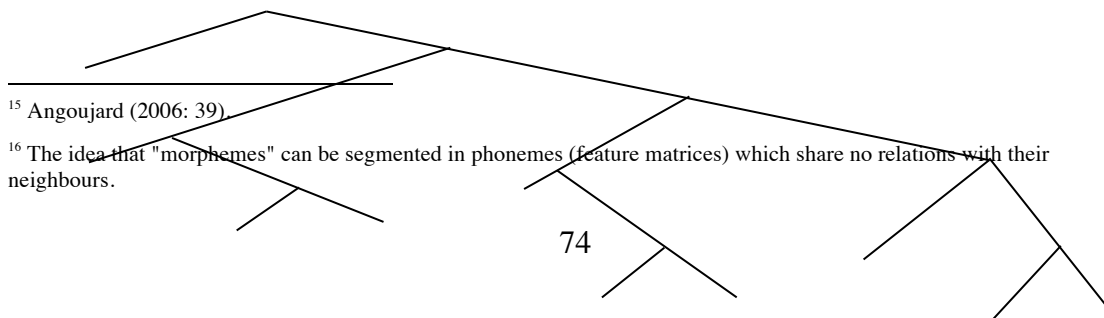 15 Angoujard (2006: 39).
16 The idea that "morphemes" can be segmented in phonemes (feature matrices) which share no relations with their
neighbours.
74